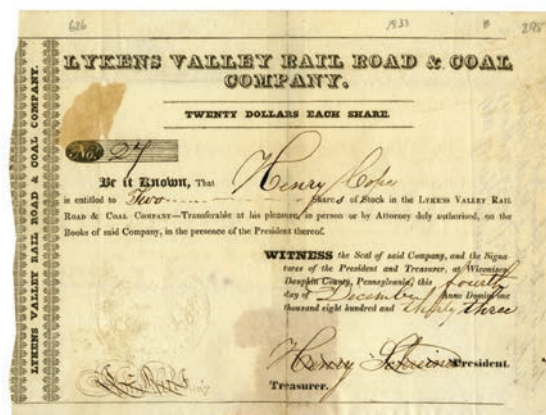 626 1833 B 295
LYKENS VALLEY RAIL ROAD & COAL
COMPANY.
TWENTY DOLLARS EACH SHARE.
No. 27
Be it Known, That Henry Cope
is entitled to Two Shares of Stock in the LYKENS VALLEY RAIL
ROAD & COAL COMPANY—Transferable at his pleasure, in person or by Attorney duly authorised, on the
Books of said Company, in the presence of the President thereof.
WITNESS the Seal of said Company, and the Signa-
tures of the President and Treasurer, at Wiconisco,
Dauphin County, Pennsylvania, this fourth
day of December Anno Domini one
thousand eight hundred and thirty three
Henry President.
Treasurer.
LYKENS VALLEY RAIL ROAD & COAL COMPANY.